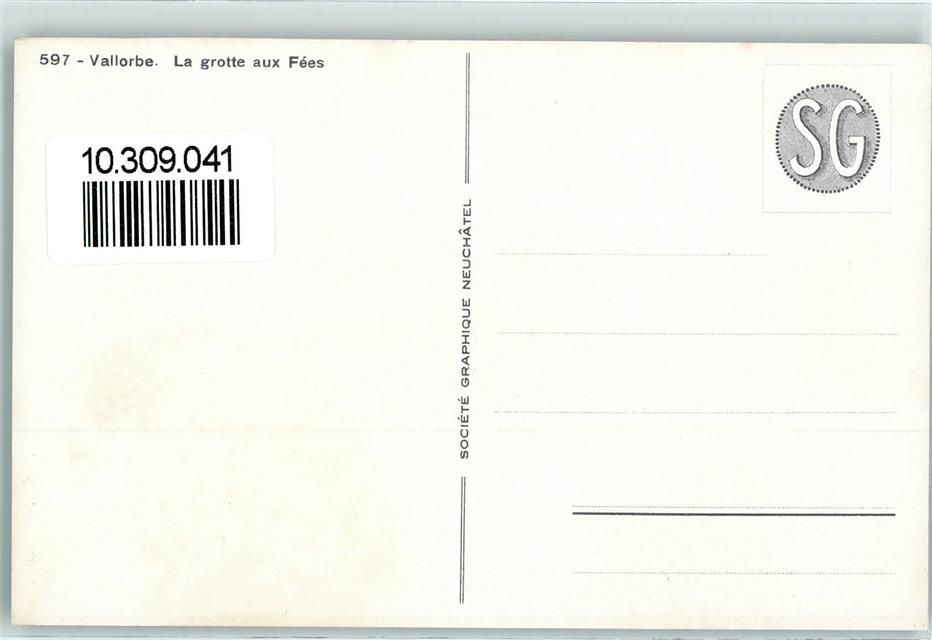 597 - Vallorbe. La grotte aux Fées
10.309.041
SOCIÉTÉ GRAPHIQUE NEUCHÂTEL
SG